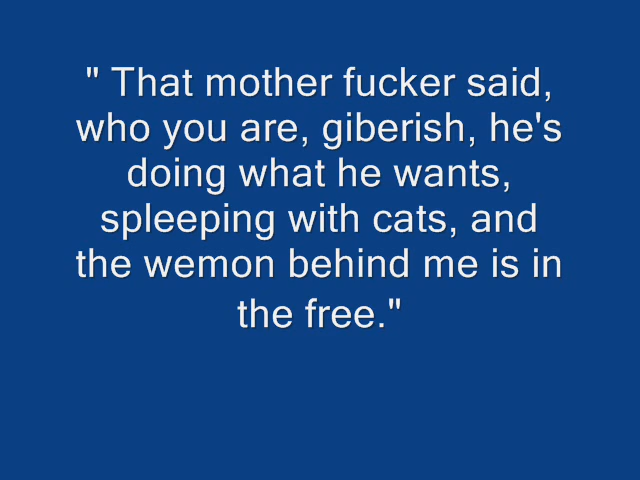 " That mother fucker said,
who you are, giberish, he's
doing what he wants,
spleeping with cats, and
the wemon behind me is in
the free."